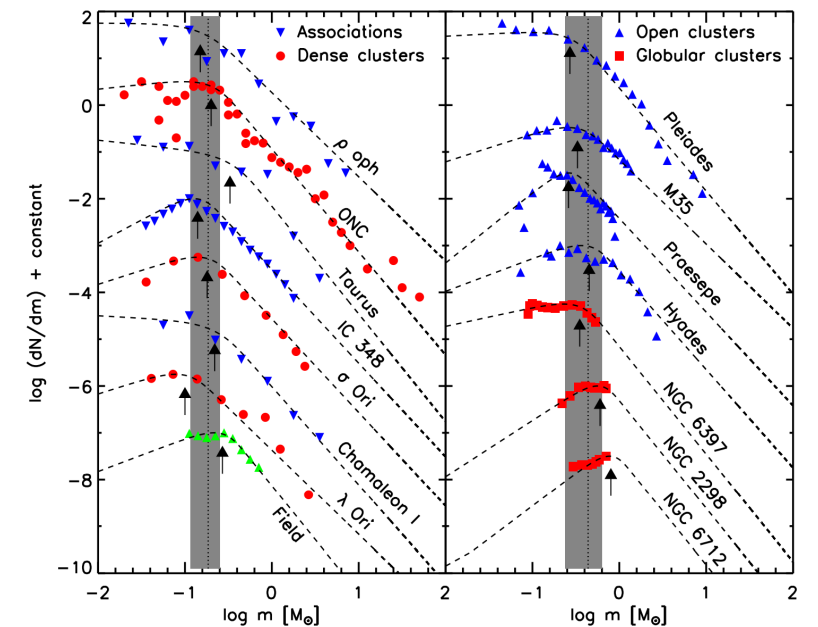 2
0
−2
−4
−6
−8
−10
log (dN/dm) + constant
Associations
Dense clusters
ρ oph
ONC
Taurus
IC 348
σ Ori
Chamaleon I
λ Ori
Field
−2
−1
0
1
log m [M⊙]
Open clusters
Globular clusters
Pleiades
M35
Praesepe
Hyades
NGC 6397
NGC 2298
NGC 6712
−1
0
1
2
log m [M⊙]